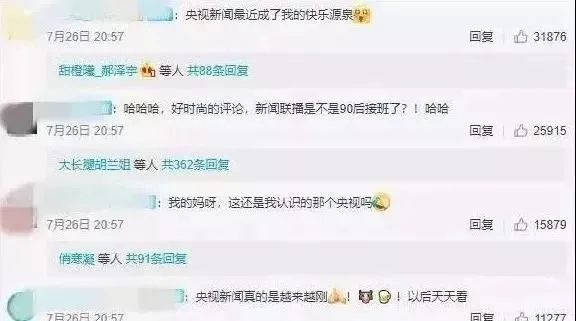 ：央视新闻最近成了我的快乐源泉
7月26日 20:57 回复 31876
甜橙曦_郝泽宇 等人 共88条回复
：哈哈哈，好时尚的评论，新闻联播是不是90后接班了？！哈哈
7月26日 20:57 回复 25915
大长腿胡兰姐 等人 共362条回复
：我的妈呀，这还是我认识的那个央视吗
7月26日 20:57 回复 15879
俏寒凝 等人 共91条回复
：央视新闻真的是越来越刚！！以后天天看
7月26日 20:57 回复 11277